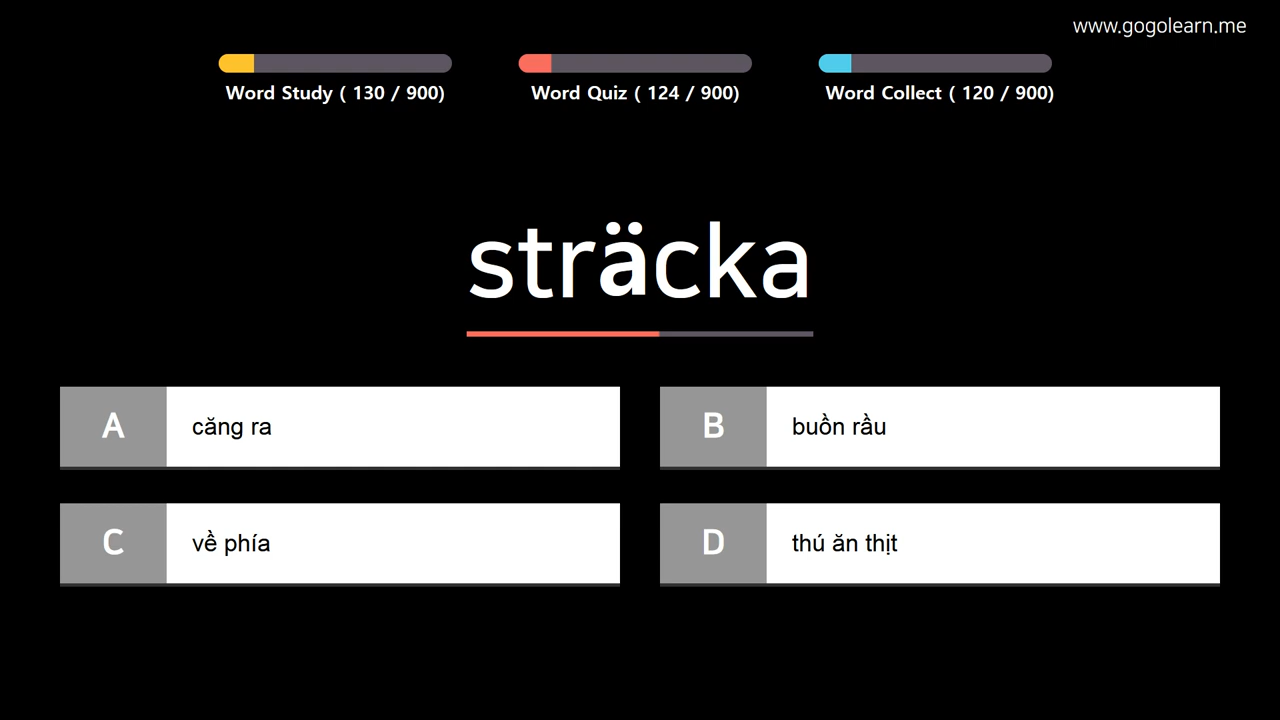 www.gogolearn.me
Word Study ( 130 / 900)
Word Quiz ( 124 / 900)
Word Collect ( 120 / 900)
sträcka
A căng ra
B buồn rầu
C về phía
D thú ăn thịt